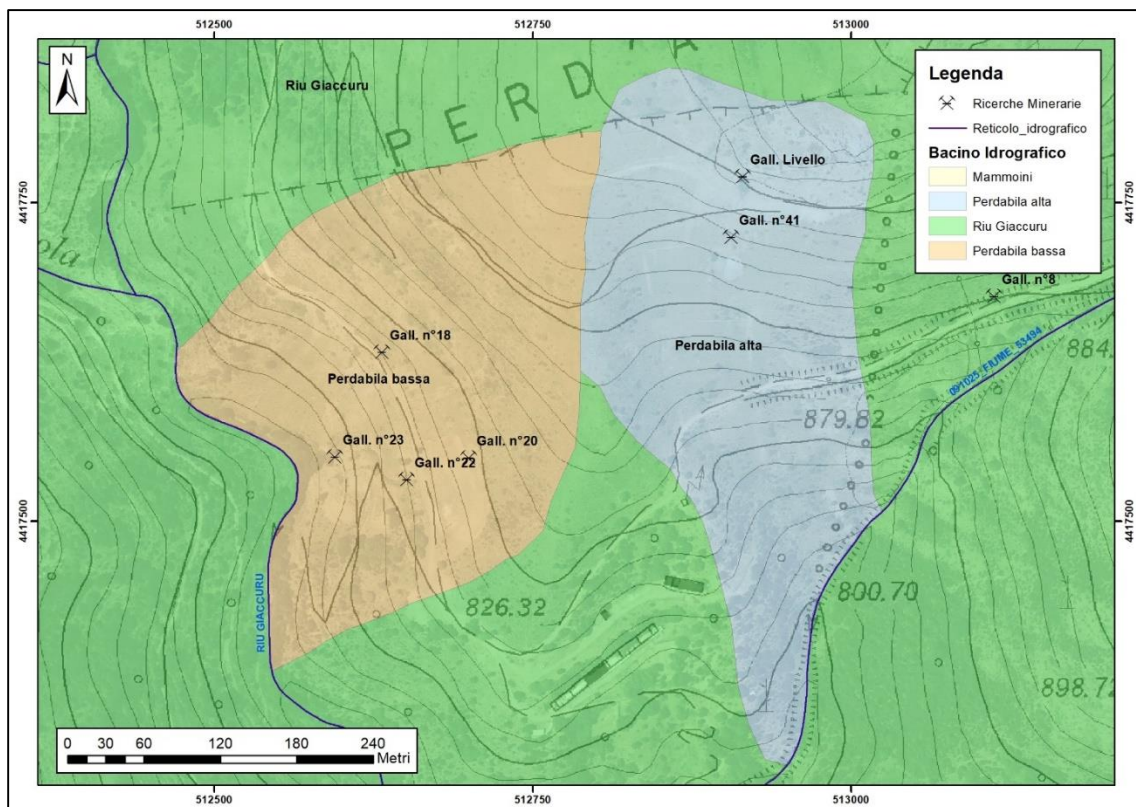 512500
512750
513000
N
Riu Giaccuru
PERD
A
Legenda
Ricerche Minerarie
Reticolo_idrografico
Bacino Idrografico
Mammoini
Perdabila alta
Riu Giaccuru
Perdabila bassa
4417750
4417750
Gall. Livello
Gall. n°41
ola
Gall. n°8
Gall. n°18
Perdabila bassa
Perdabila alta
091025_FIUME_53494
884.
879.82
Gall. n°23
Gall. n°20
Gall. n°22
4417500
4417500
826.32
800.70
RIU GIACCURU
898.72
0 30 60 120 180 240
Metri
512500
512750
513000